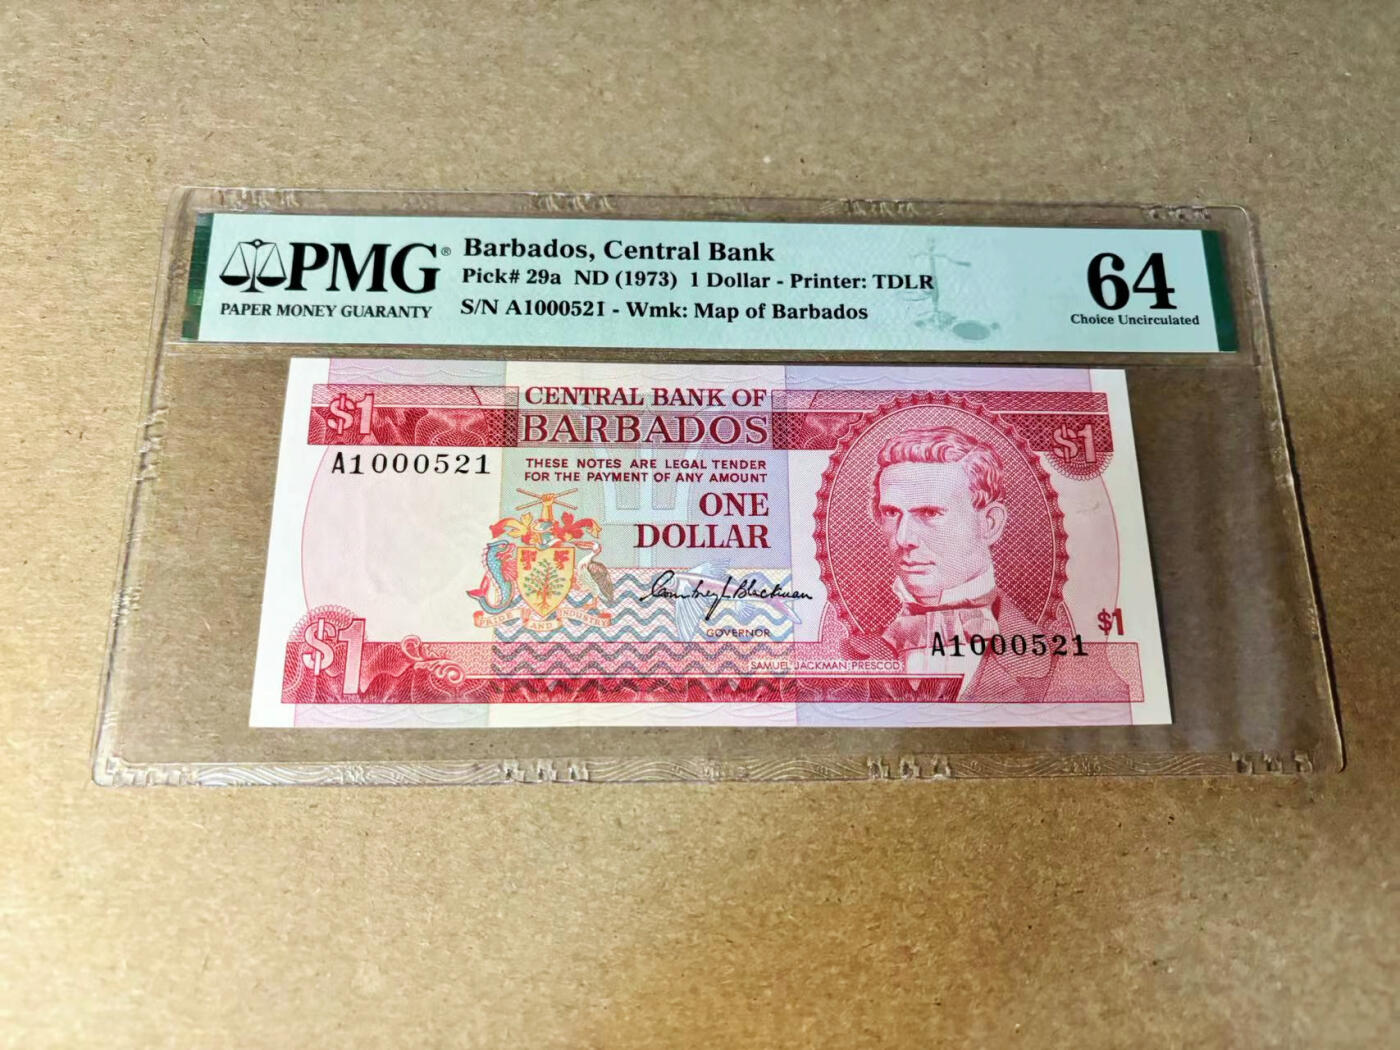 PMG®
PAPER MONEY GUARANTY
Barbados, Central Bank
Pick# 29a ND (1973) 1 Dollar - Printer: TDLR
S/N A1000521 - Wmk: Map of Barbados
64
Choice Uncirculated
$1
CENTRAL BANK OF
BARBADOS
$1
A1000521
THESE NOTES ARE LEGAL TENDER
FOR THE PAYMENT OF ANY AMOUNT
ONE
DOLLAR
Courtney L Blackman
GOVERNOR
PRIDE AND INDUSTRY
$1
SAMUEL JACKMAN PRESCOD
A1000521
$1